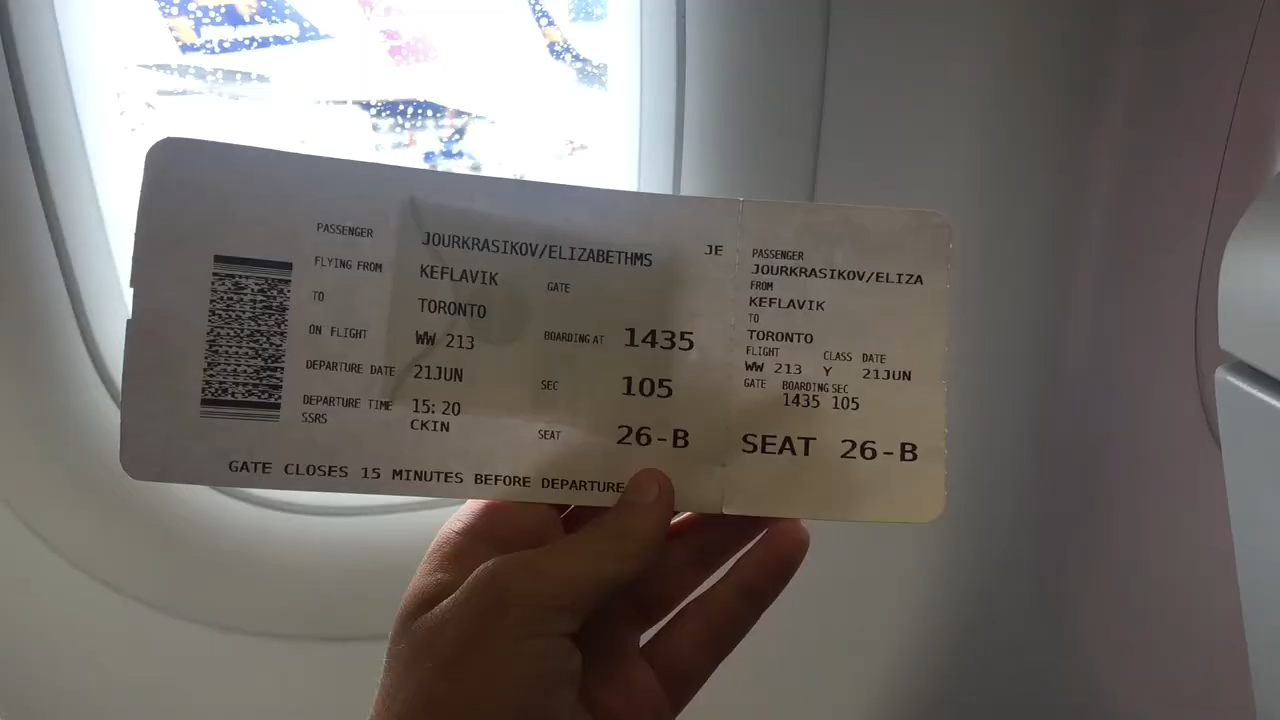 PASSENGER JOURKRASIKOV/ELIZABETHMS JE
FLYING FROM KEFLAVIK GATE
TO TORONTO
ON FLIGHT WW 213 BOARDING AT 1435
DEPARTURE DATE 21JUN SEC 105
DEPARTURE TIME 15:20
SSRS CKIN SEAT 26-B
GATE CLOSES 15 MINUTES BEFORE DEPARTURE
PASSENGER
JOURKRASIKOV/ELIZA
FROM
KEFLAVIK
TO
TORONTO
FLIGHT CLASS DATE
WW 213 Y 21JUN
GATE BOARDING SEC
1435 105
SEAT 26-B